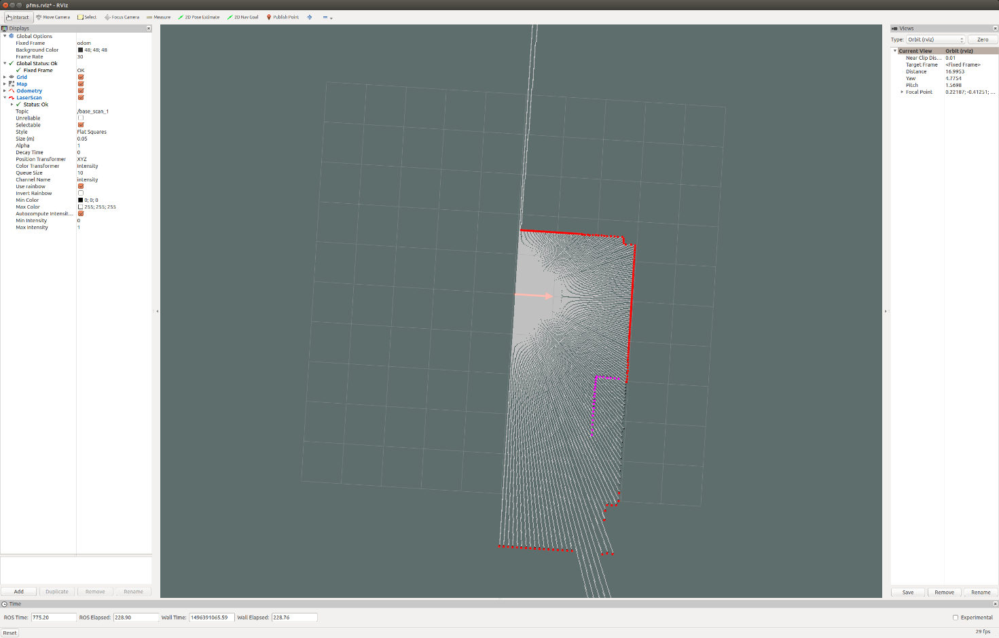 pfms.rviz* - RViz
Interact Move Camera Select Focus Camera Measure 2D Pose Estimate 2D Nav Goal Publish Point
Displays
Global Options
Fixed Frame odom
Background Color 48; 48; 48
Frame Rate 30
Global Status: Ok
Fixed Frame OK
Grid
Map
Odometry
LaserScan
Status: Ok
Topic /base_scan_1
Unreliable
Selectable
Style Flat Squares
Size (m) 0.05
Alpha 1
Decay Time 0
Position Transformer XYZ
Color Transformer Intensity
Queue Size 10
Channel Name intensity
Use rainbow
Invert Rainbow
Min Color 0; 0; 0
Max Color 255; 255; 255
Autocompute Intensit...
Min Intensity 0
Max Intensity 1
Add Duplicate Remove Rename
Views
Type: Orbit (rviz) Zero
Current View Orbit (rviz)
Near Clip Dis... 0.01
Target Frame <Fixed Frame>
Distance 16.9953
Yaw 4.7754
Pitch 1.5698
Focal Point 0.22187; -0.41251; ...
Save Remove Rename
Time
ROS Time: 775.20 ROS Elapsed: 228.90 Wall Time: 1496391065.59 Wall Elapsed: 228.76 Experimental
Reset 29 fps